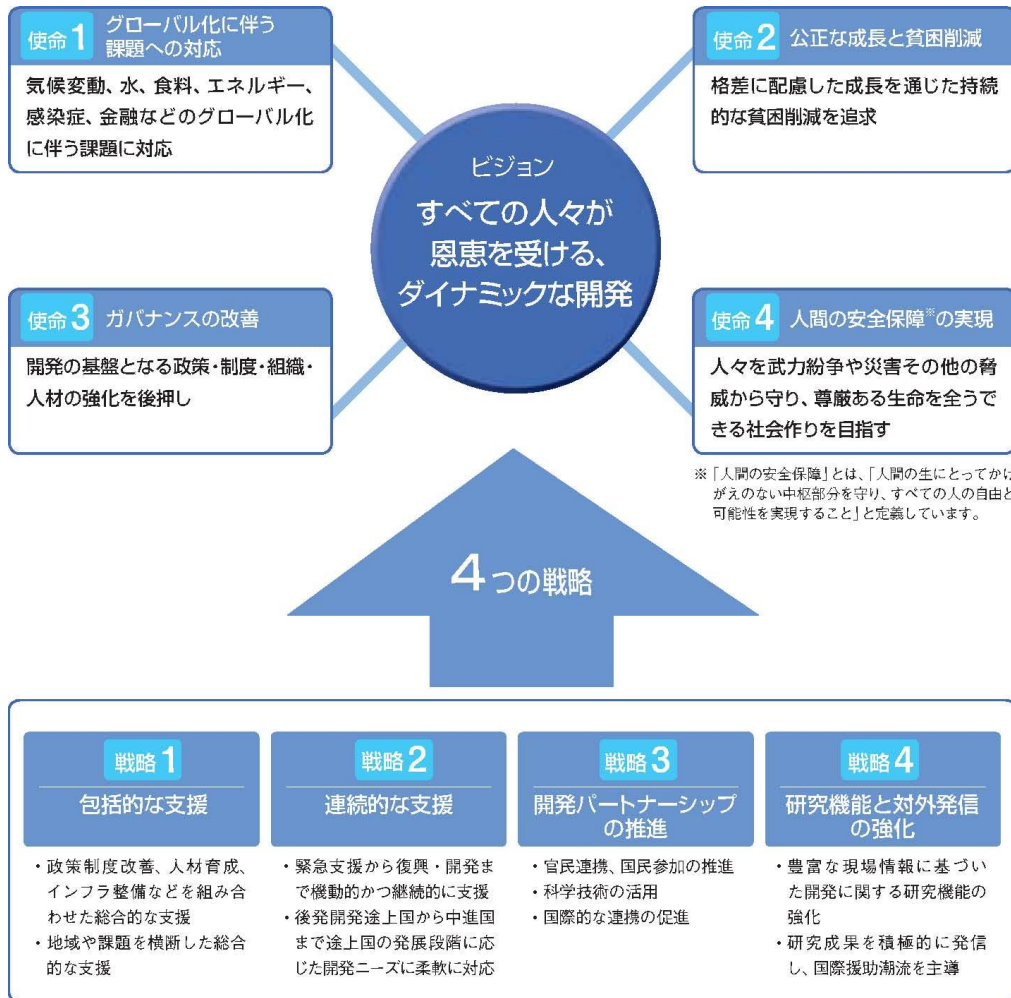 使命1 グローバル化に伴う
課題への対応
気候変動、水、食料、エネルギー、
感染症、金融などのグローバル化
に伴う課題に対応
使命2 公正な成長と貧困削減
格差に配慮した成長を通じた持続
的な貧困削減を追求
ビジョン
すべての人々が
恩恵を受ける、
ダイナミックな開発
使命3 ガバナンスの改善
開発の基盤となる政策・制度・組織・
人材の強化を後押し
使命4 人間の安全保障※の実現
人々を武力紛争や災害その他の脅
威から守り、尊厳ある生命を全うで
きる社会作りを目指す
※「人間の安全保障」とは、「人間の生にとってかけ
がえのない中枢部分を守り、すべての人の自由と
可能性を実現すること」と定義しています。
4つの戦略
戦略1
包括的な支援
・政策制度改善、人材育成、
インフラ整備などを組み合
わせた総合的な支援
・地域や課題を横断した総合
的な支援
戦略2
連続的な支援
・緊急支援から復興・開発ま
で機動的かつ継続的に支援
・後発開発途上国から中進国
まで途上国の発展段階に応
じた開発ニーズに柔軟に対応
戦略3
開発パートナーシップ
の推進
・官民連携、国民参加の推進
・科学技術の活用
・国際的な連携の促進
戦略4
研究機能と対外発信
の強化
・豊富な現場情報に基づい
た開発に関する研究機能の
強化
・研究成果を積極的に発信
し、国際援助潮流を主導